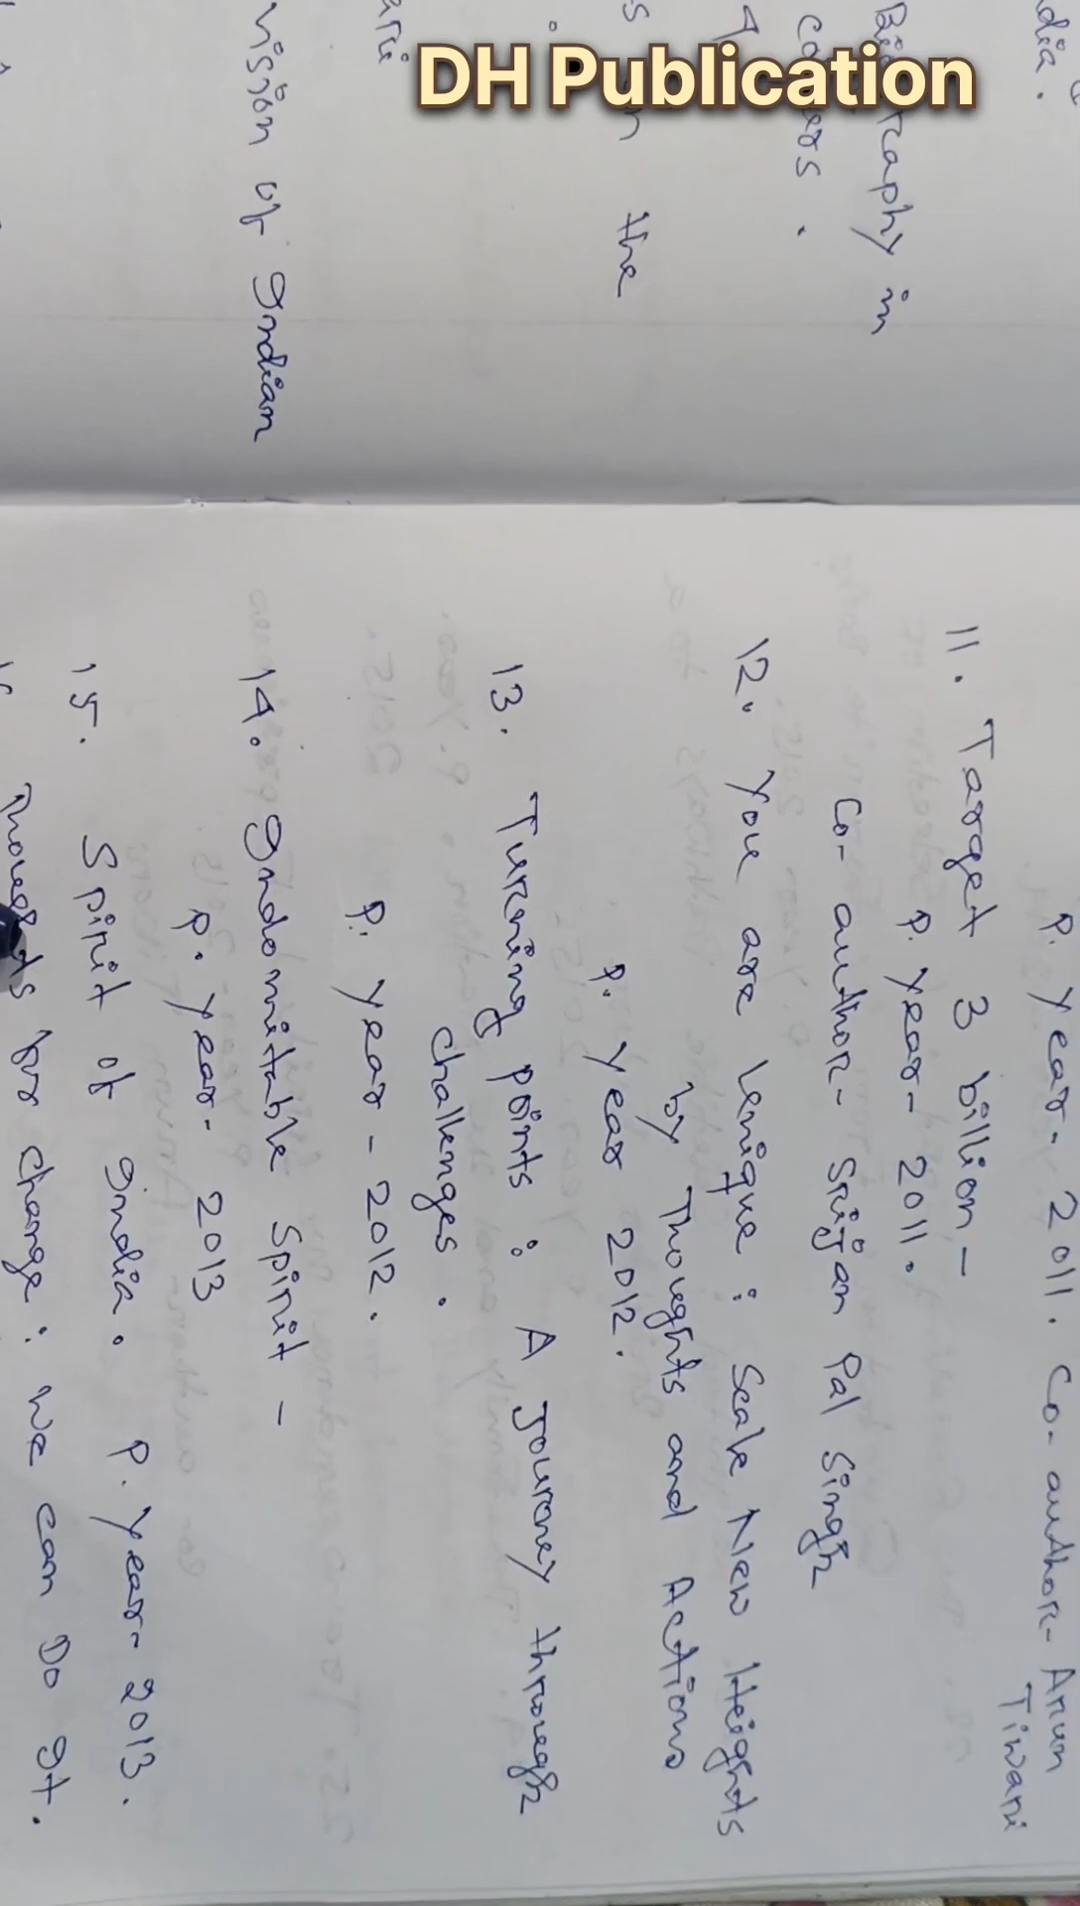 DH Publication
dia.
in
the
vision of Indian
P. Year- 2011. Co-author- Arun
Tiwari
11. Target 3 billion-
P. Year- 2011.
Co-author- Srijan Pal Singh
12. You are Unique: Scale New Heights
by Thoughts and Actions
P. Year 2012.
13. Turning points: A Journey through
challenges.
P. Year - 2012.
14. Indomitable Spirit -
P. Year- 2013
15. Spirit of India. P. Year- 2013.
for change: we can Do It.